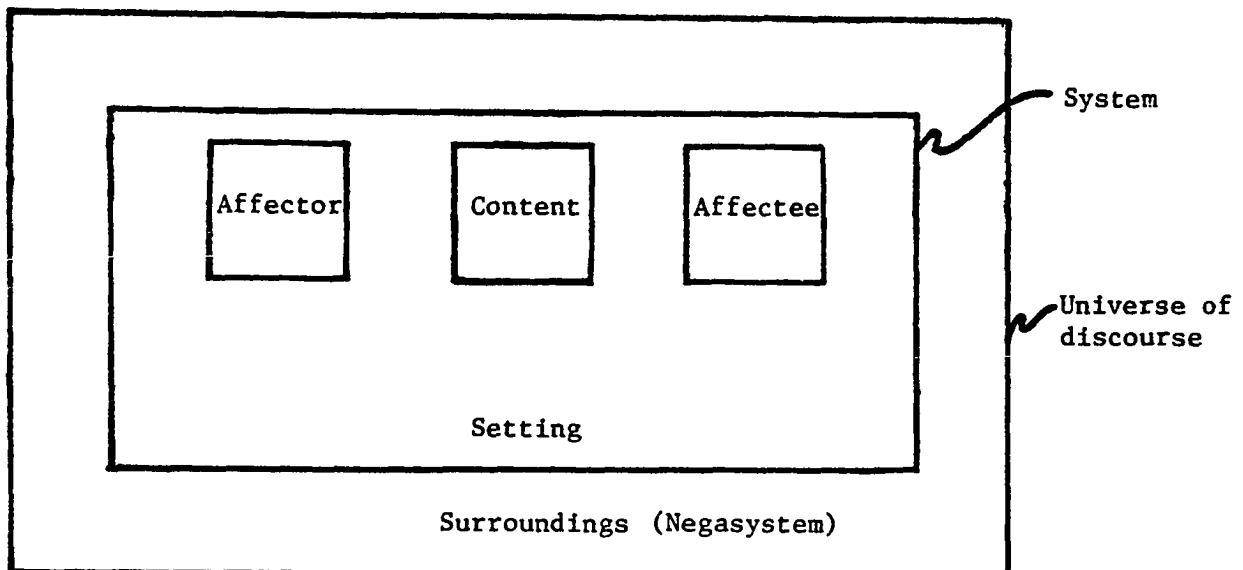 System
Affector
Content
Affectee
Universe of
discourse
Setting
Surroundings (Negasystem)